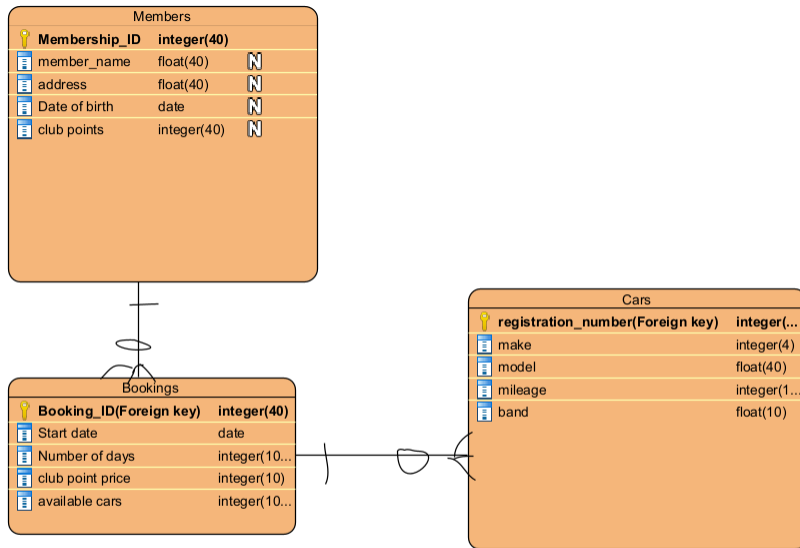 Members
Membership_ID integer(40)
member_name float(40) N
address float(40) N
Date of birth date N
club points integer(40) N
Bookings
Booking_ID(Foreign key) integer(40)
Start date date
Number of days integer(10...
club point price integer(10)
available cars integer(10...
Cars
registration_number(Foreign key) integer(...
make integer(4)
model float(40)
mileage integer(1...
band float(10)